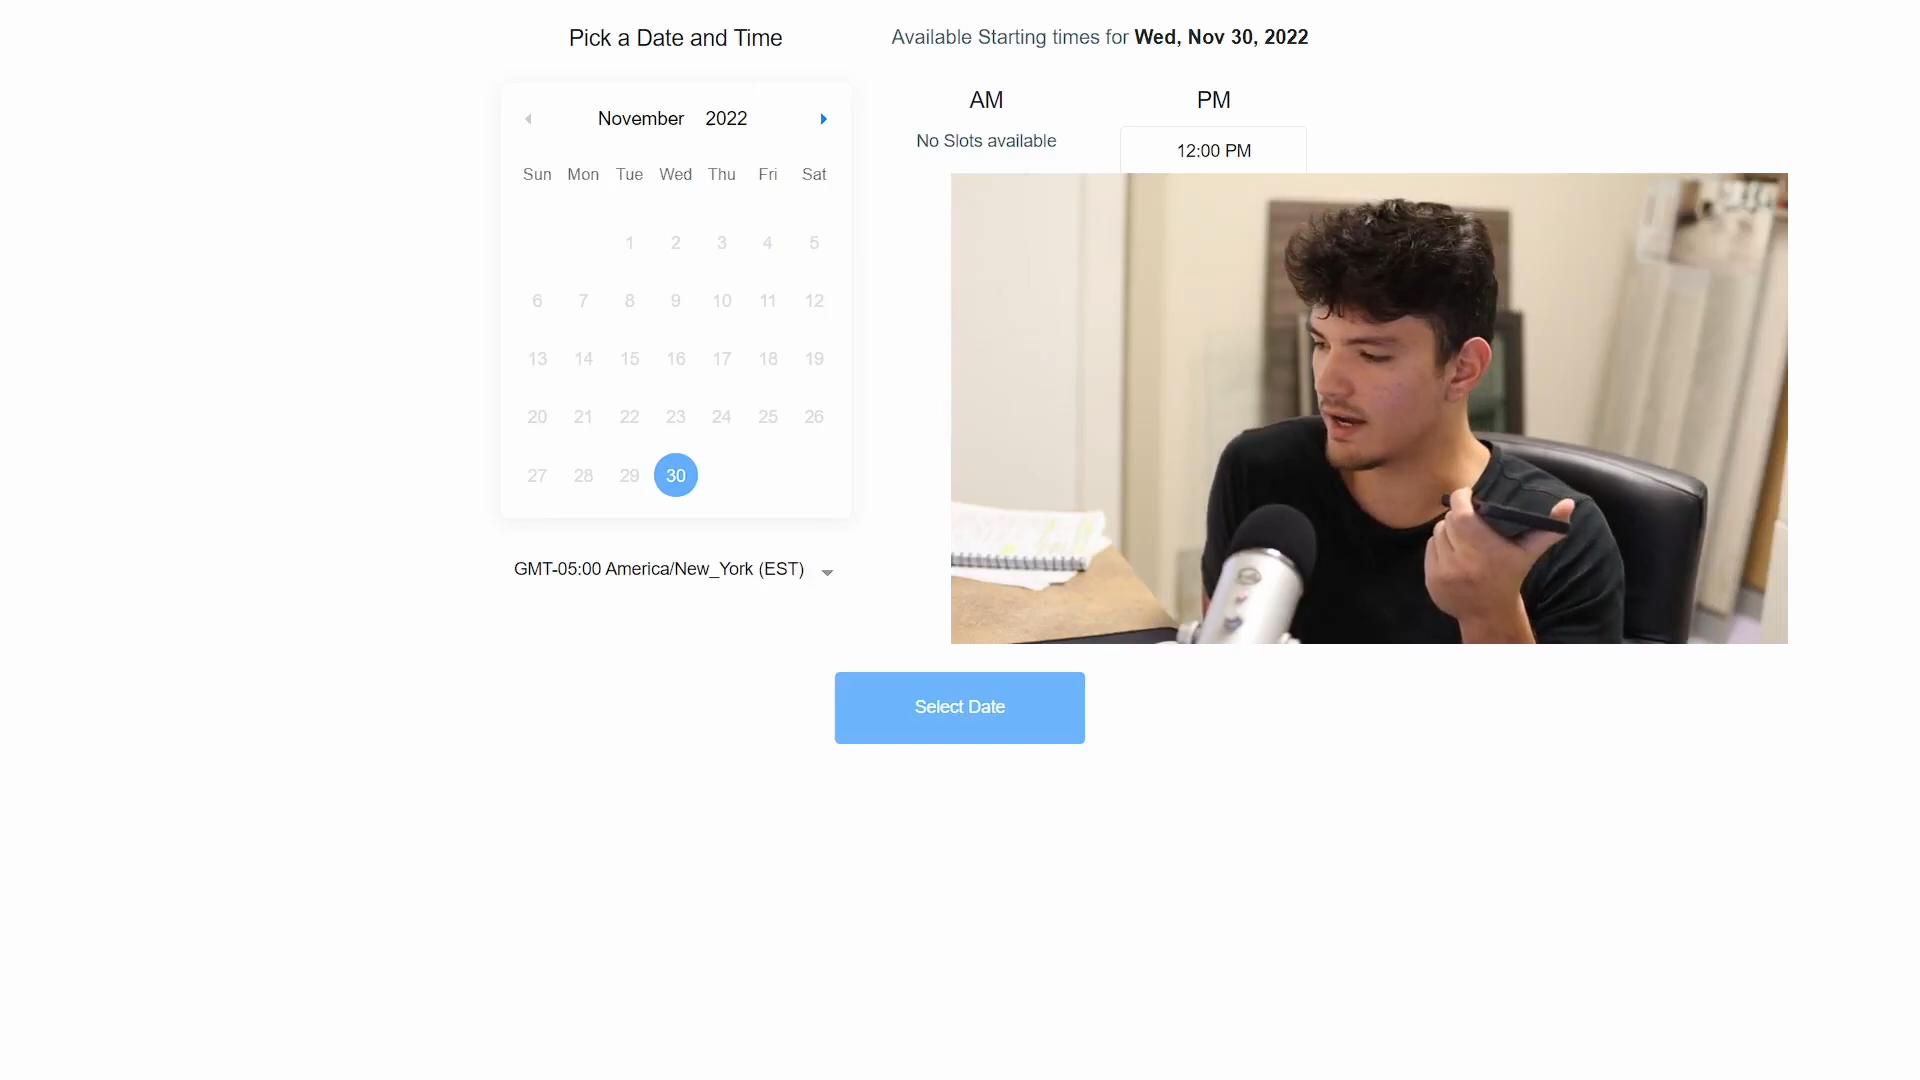 Pick a Date and Time
November 2022
Sun Mon Tue Wed Thu Fri Sat
1 2 3 4 5
6 7 8 9 10 11 12
13 14 15 16 17 18 19
20 21 22 23 24 25 26
27 28 29 30
GMT-05:00 America/New_York (EST)
Available Starting times for Wed, Nov 30, 2022
AM
No Slots available
PM
12:00 PM
Select Date